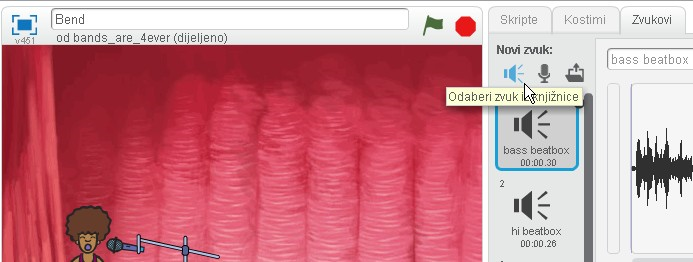 Bend
v461
od bands_are_4ever (dijeljeno)
Skripte
Kostimi
Zvukovi
Novi zvuk:
Odaberi zvuk i knjižnice
bass beatbox
00:00.30
2
hi beatbox
00:00.26
bass beatbox